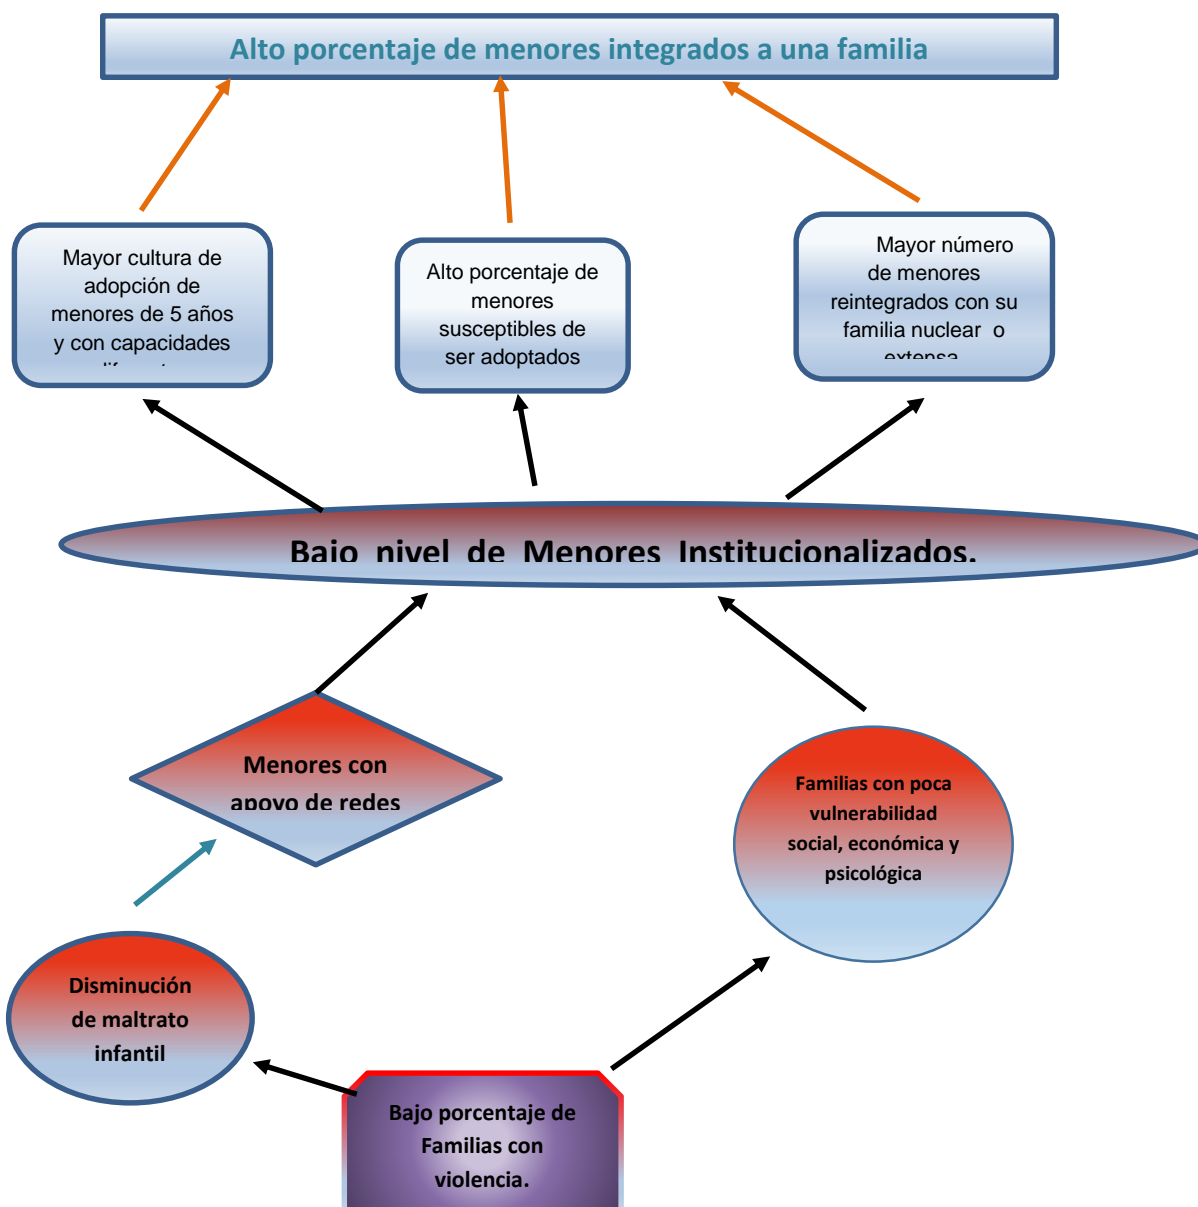 Alto porcentaje de menores integrados a una familia
Mayor cultura de
adopción de
menores de 5 años
y con capacidades
Alto porcentaje de
menores
susceptibles de
ser adoptados
Mayor número
de menores
reintegrados con su
familia nuclear o
extensa
Bajo nivel de Menores Institucionalizados.
Menores con
apoyo de redes
Familias con poca
vulnerabilidad
social, económica y
psicológica
Disminución
de maltrato
infantil
Bajo porcentaje de
Familias con
violencia.